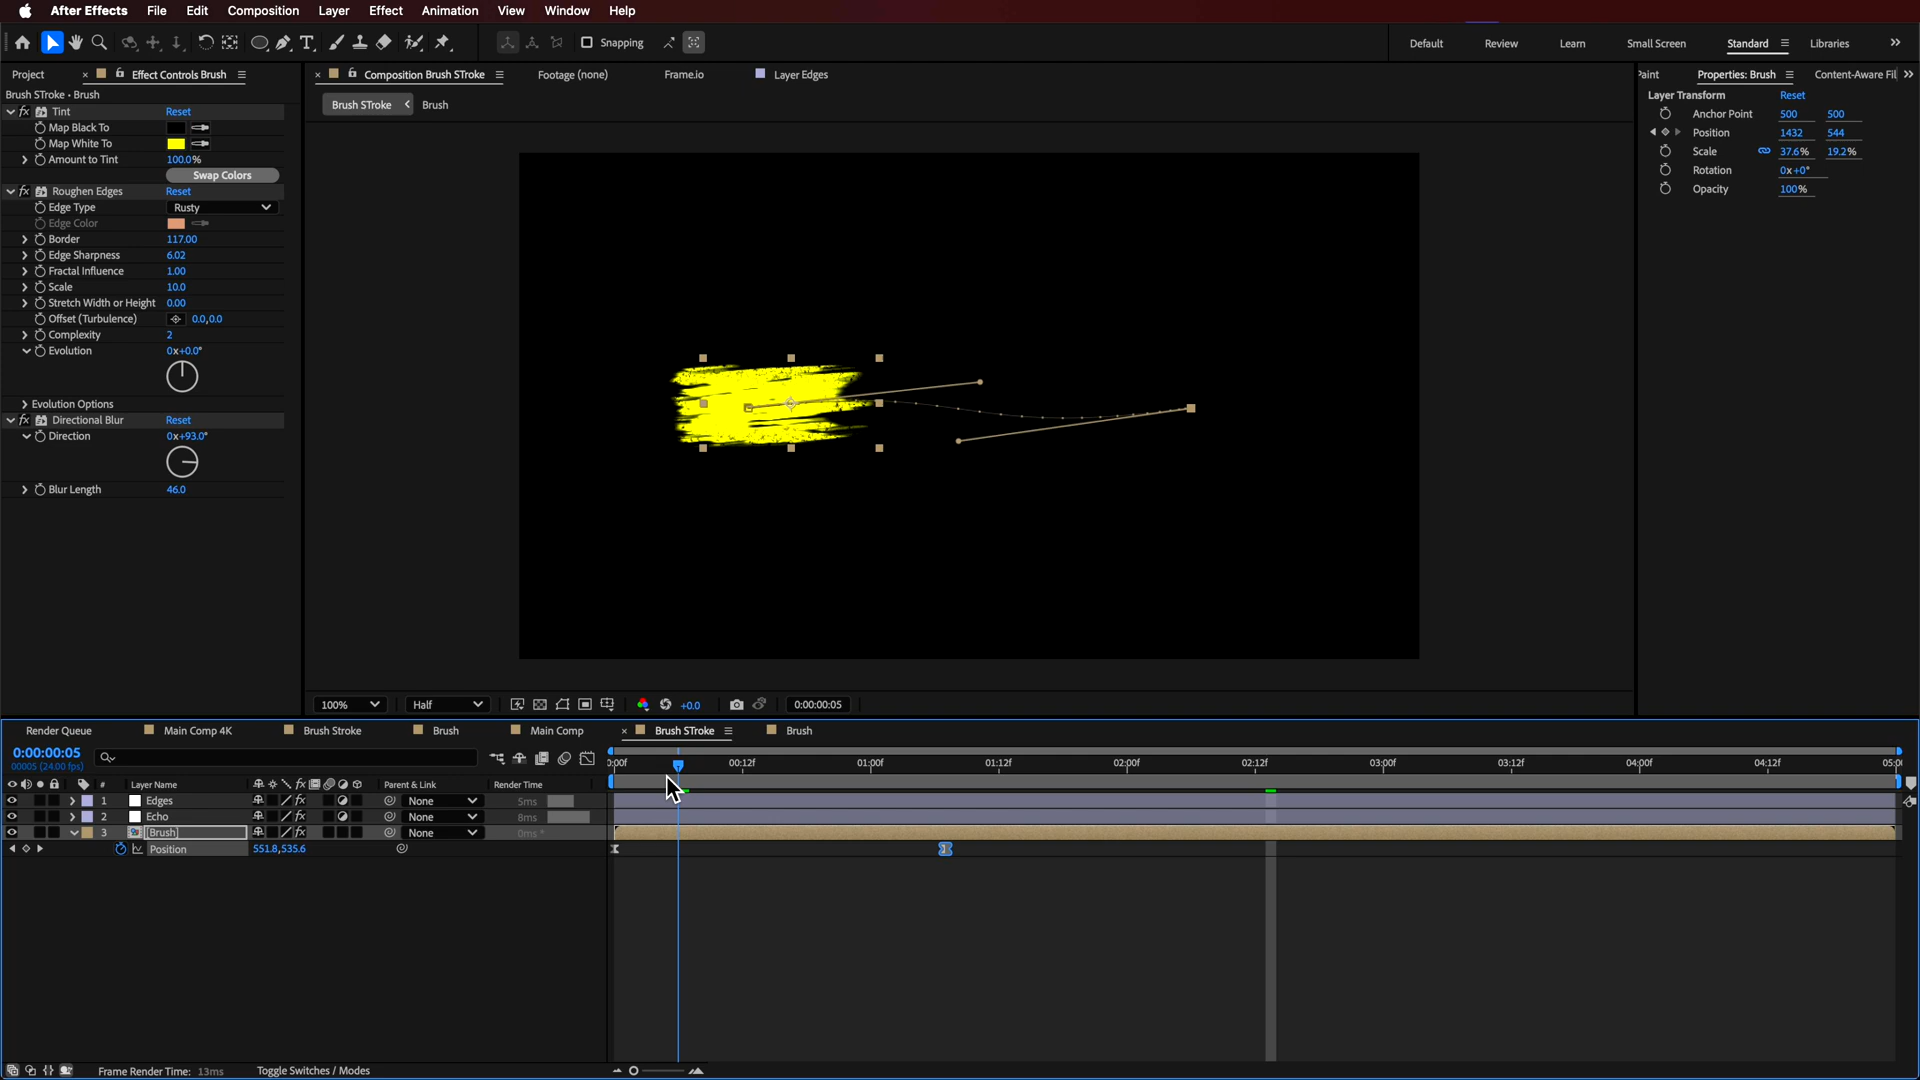 After Effects File Edit Composition Layer Effect Animation View Window Help
Snapping
Default Review Learn Small Screen Standard Libraries
Project Effect Controls Brush
Composition Brush STroke Footage (none) Frame.io Layer Edges
Paint Properties: Brush Content-Aware Fil
Brush STroke • Brush
Brush STroke Brush
Layer Transform Reset
Tint Reset
Map Black To
Map White To
Amount to Tint 100.0%
Swap Colors
Roughen Edges Reset
Edge Type Rusty
Edge Color
Border 117.00
Edge Sharpness 6.02
Fractal Influence 1.00
Scale 10.0
Stretch Width or Height 0.00
Offset (Turbulence) 0.0,0.0
Complexity 2
Evolution 0x+0.0°
Evolution Options
Directional Blur Reset
Direction 0x+93.0°
Blur Length 46.0
Anchor Point 500 500
Position 1432 544
Scale 37.6% 19.2%
Rotation 0x+0°
Opacity 100%
100% Half +0.0 0:00:00:05
Render Queue Main Comp 4K Brush Stroke Brush Main Comp Brush STroke Brush
0:00:00:05
00005 (24.00 fps)
0:00f 00:12f 01:00f 01:12f 02:00f 02:12f 03:00f 03:12f 04:00f 04:12f 05:0
# Layer Name Parent & Link Render Time
1 Edges None 5ms
2 Echo None 8ms
3 [Brush] None 0ms *
Position 551.8,535.6
Frame Render Time: 13ms Toggle Switches / Modes